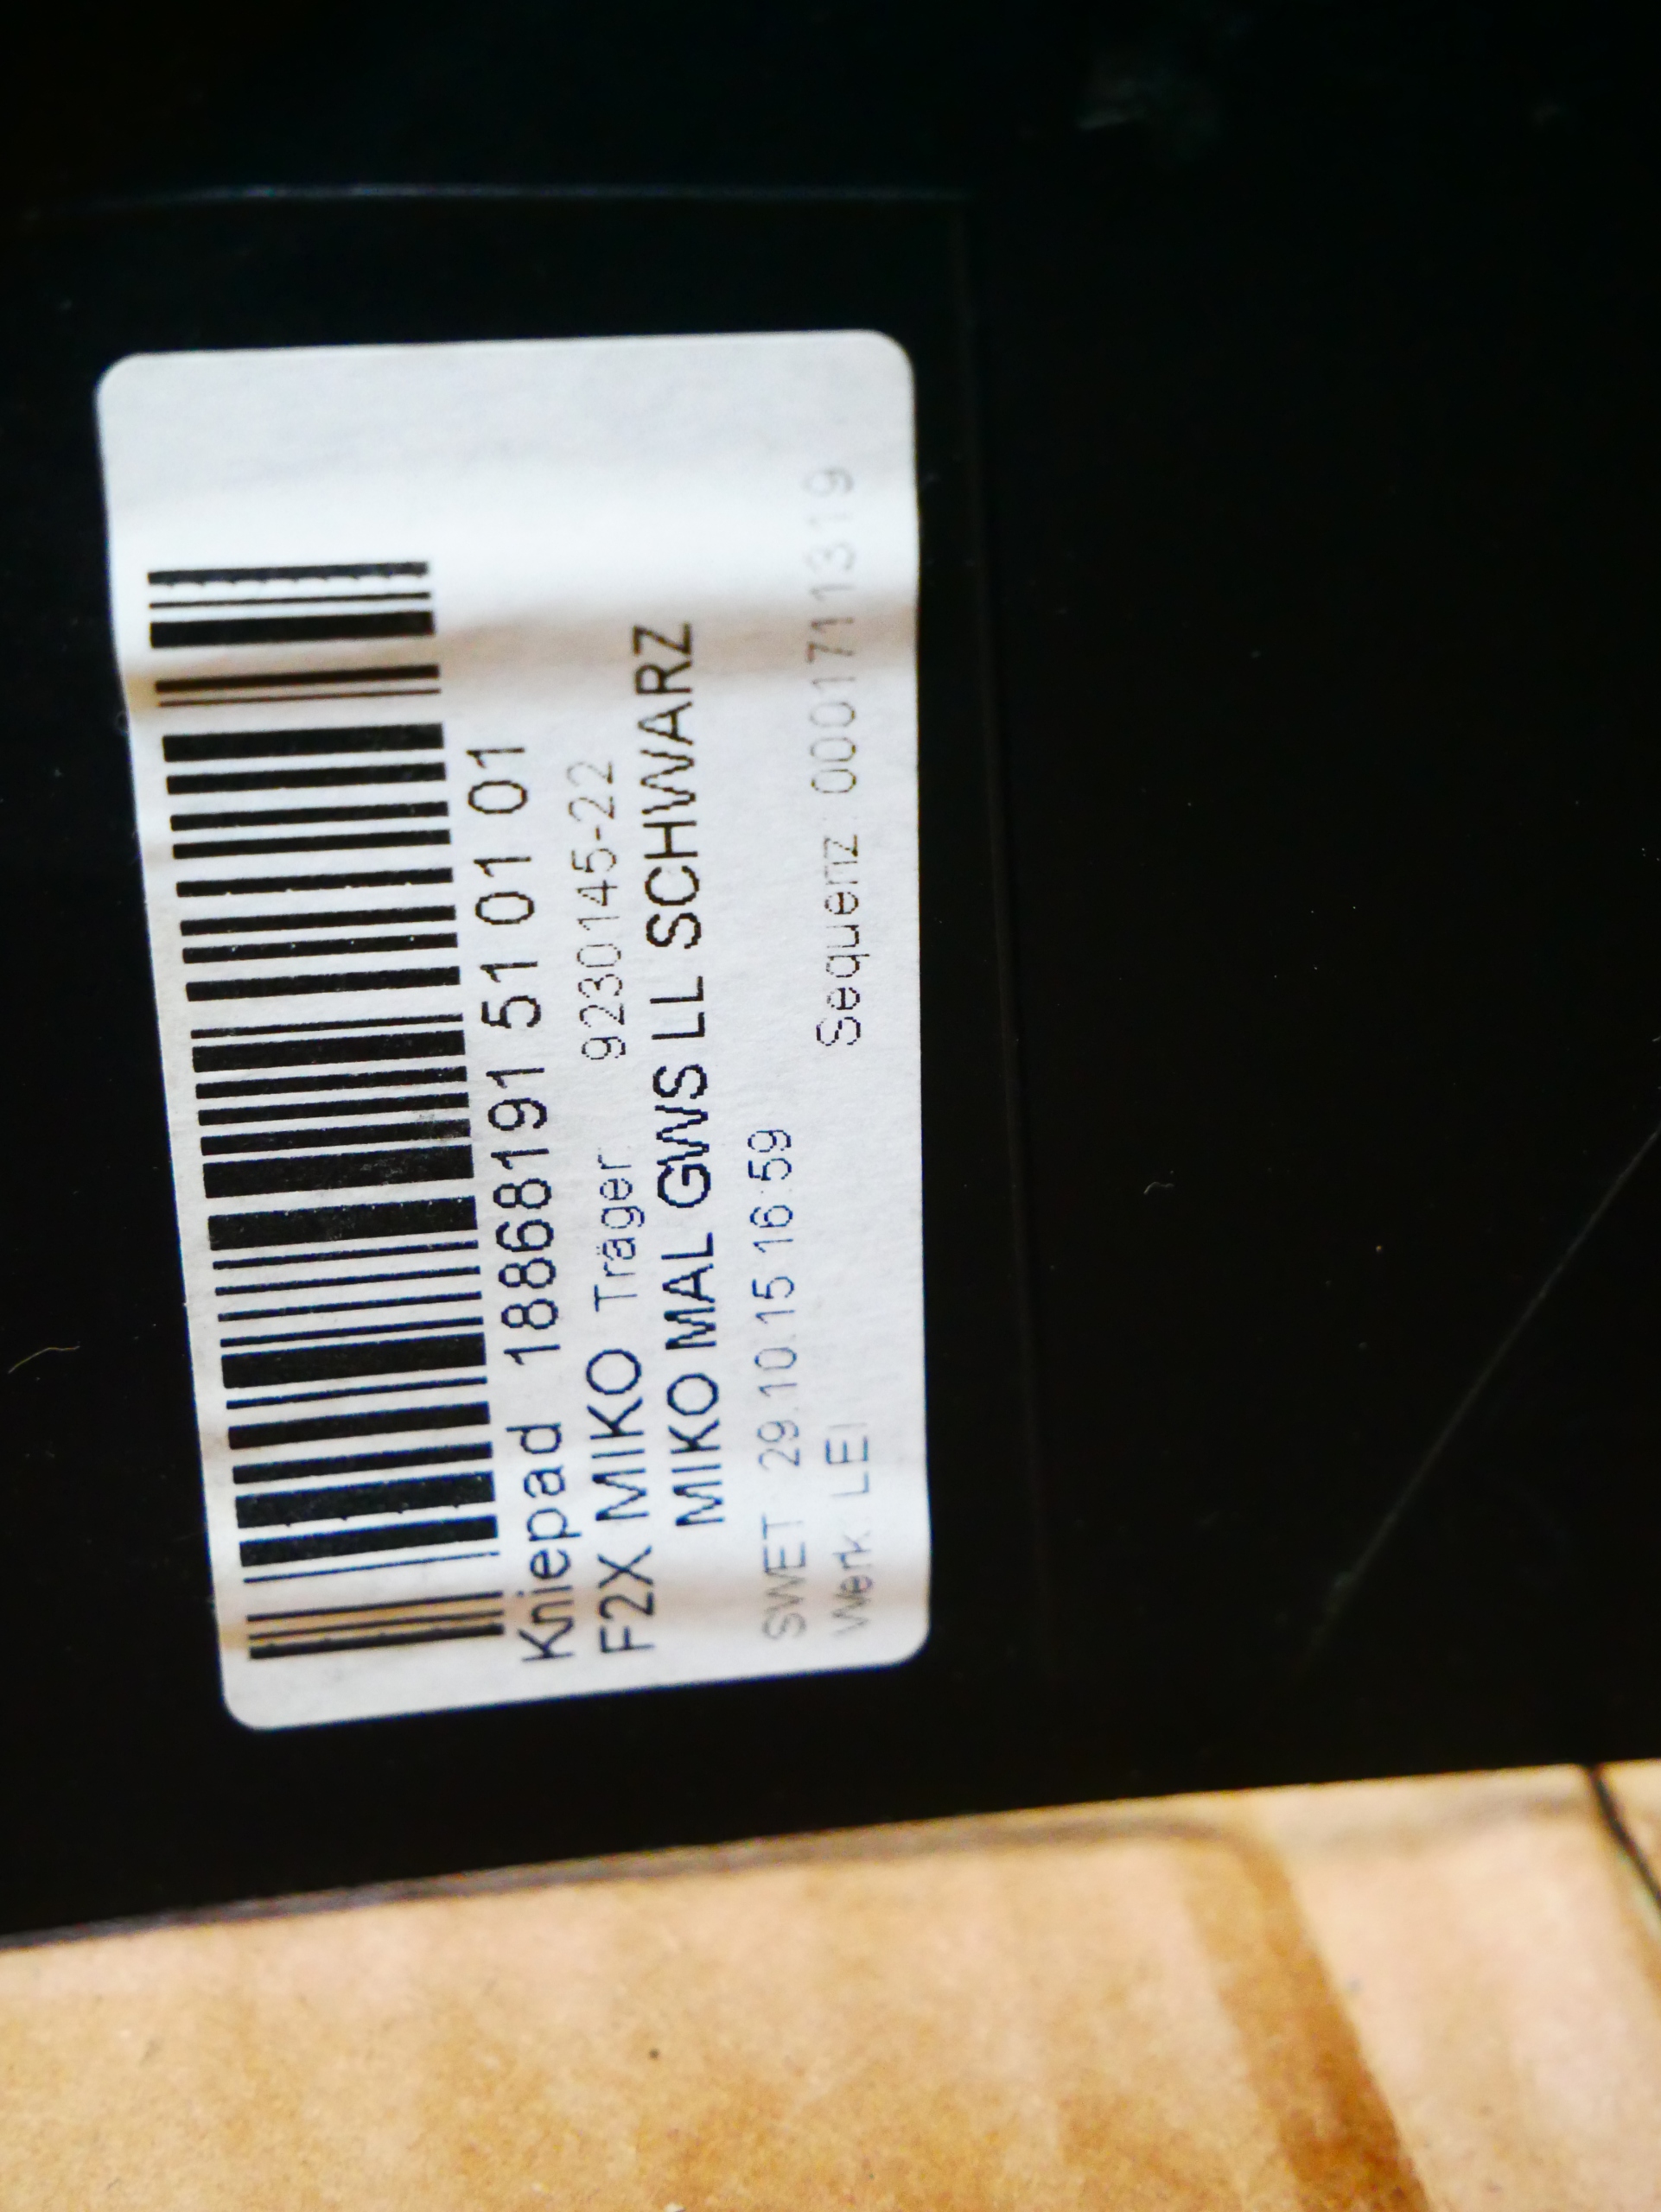 Kniepad 18868191 51 01 01
F2X MIKO Träger: 9230145-22
MIKO MAL GWS LL SCHWARZ
SWET 29.10.15 16:59
Werk LEI Sequenz 0001711319